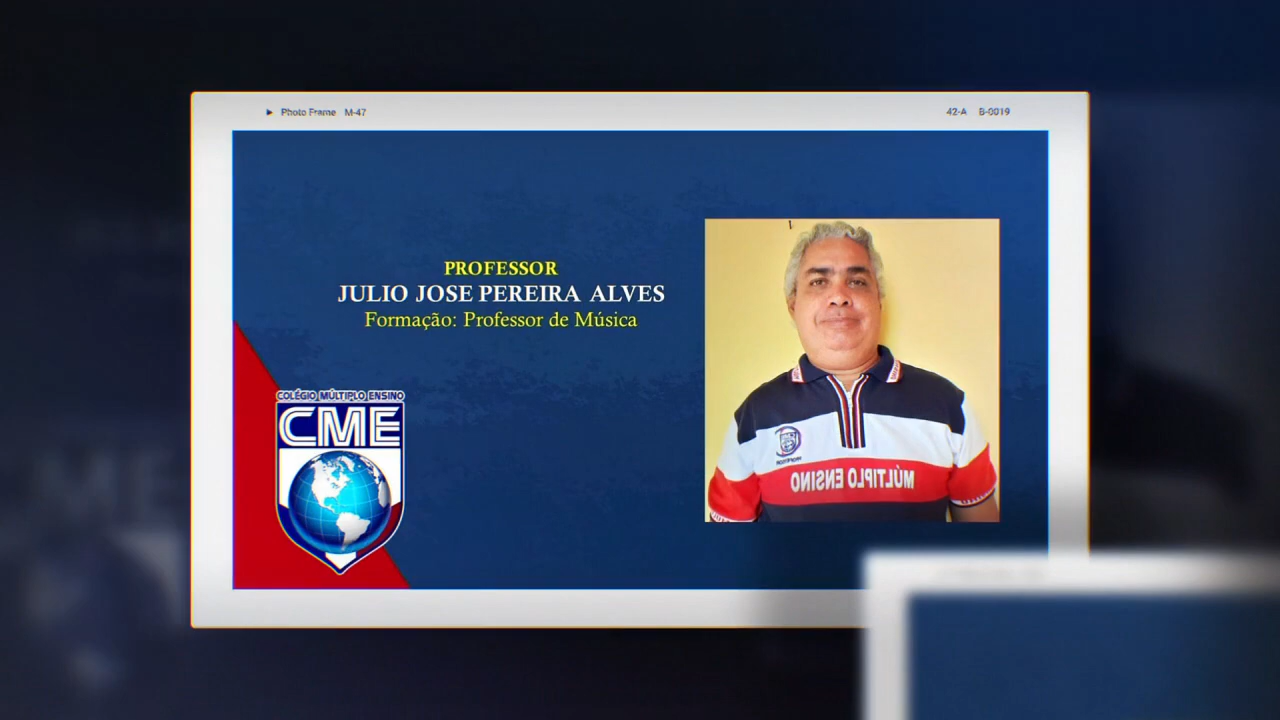 ► Photo Frame M-47
42-A B-0019
PROFESSOR
JULIO JOSE PEREIRA ALVES
Formação: Professor de Música
COLÉGIO MÚLTIPLO ENSINO
CME
MÚLTIPLO ENSINO